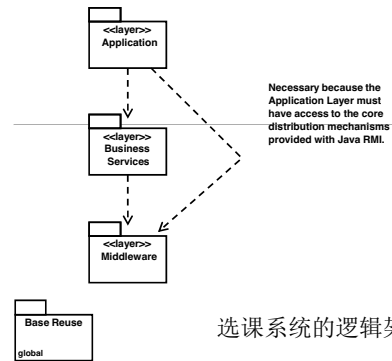 <<layer>>
Application
Necessary because the
Application Layer must
have access to the core
distribution mechanisms
provided with Java RMI.
<<layer>>
Business
Services
<<layer>>
Middleware
Base Reuse
global
选课系统的逻辑